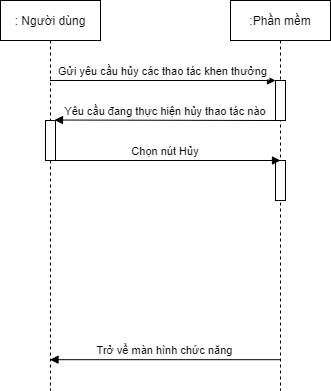 : Người dùng
:Phần mềm
Gửi yêu cầu hủy các thao tác khen thưởng
Yêu cầu đang thực hiện hủy thao tác nào
Chọn nút Hủy
Trở về màn hình chức năng